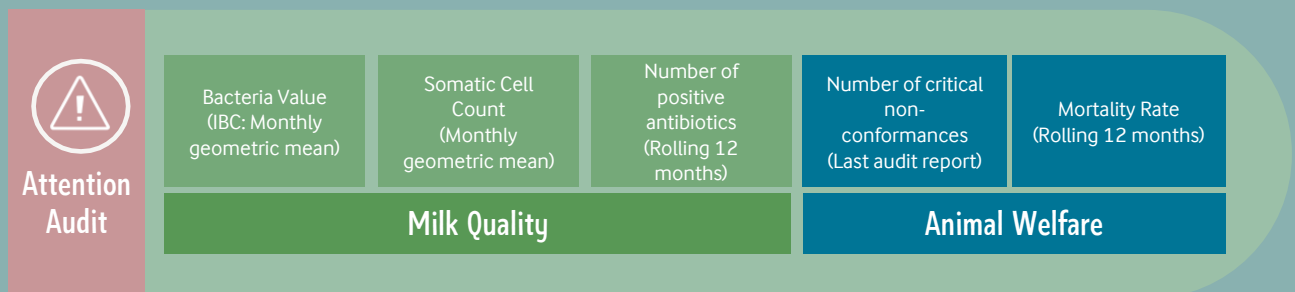 Attention
Audit
Bacteria Value
(IBC: Monthly
geometric mean)
Somatic Cell
Count
(Monthly
geometric mean)
Number of
positive
antibiotics
(Rolling 12
months)
Number of critical
non-
conformances
(Last audit report)
Mortality Rate
(Rolling 12 months)
Milk Quality
Animal Welfare